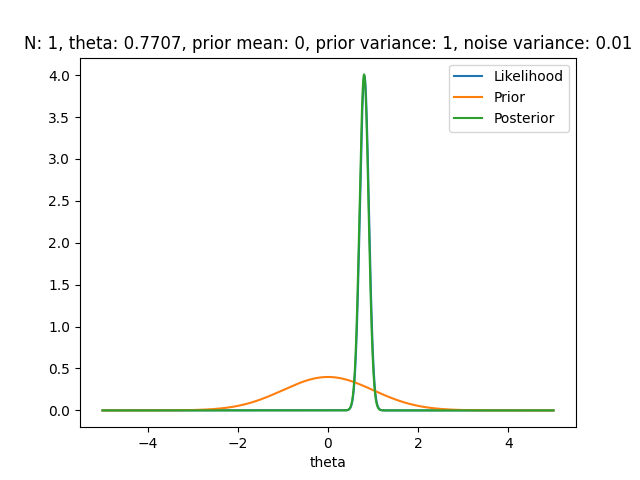 N: 1, theta: 0.7707, prior mean: 0, prior variance: 1, noise variance: 0.01
4.0
3.5
3.0
2.5
2.0
1.5
1.0
0.5
0.0
Likelihood
Prior
Posterior
−4 −2 0 2 4
theta